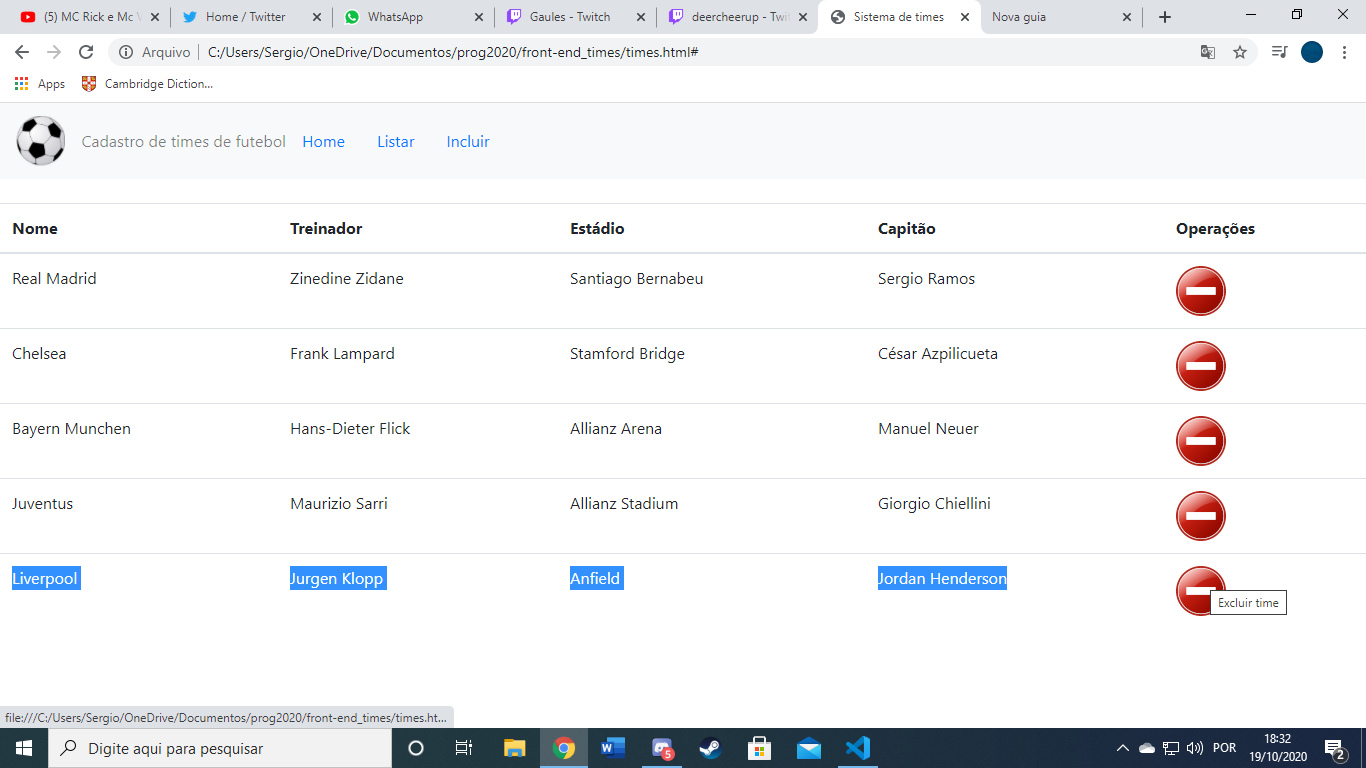 (5) MC Rick e Mc Home / Twitter WhatsApp Gaules - Twitch deercheerup - Twit Sistema de times Nova guia
Arquivo C:/Users/Sergio/OneDrive/Documentos/prog2020/front-end_times/times.html#
Apps Cambridge Diction...
Cadastro de times de futebol Home Listar Incluir
Nome Treinador Estádio Capitão Operações
Real Madrid Zinedine Zidane Santiago Bernabeu Sergio Ramos
Chelsea Frank Lampard Stamford Bridge César Azpilicueta
Bayern Munchen Hans-Dieter Flick Allianz Arena Manuel Neuer
Juventus Maurizio Sarri Allianz Stadium Giorgio Chiellini
Liverpool Jurgen Klopp Anfield Jordan Henderson
Excluir time
file:///C:/Users/Sergio/OneDrive/Documentos/prog2020/front-end_times/times.ht...
Digite aqui para pesquisar 5 POR 18:32
19/10/2020 2